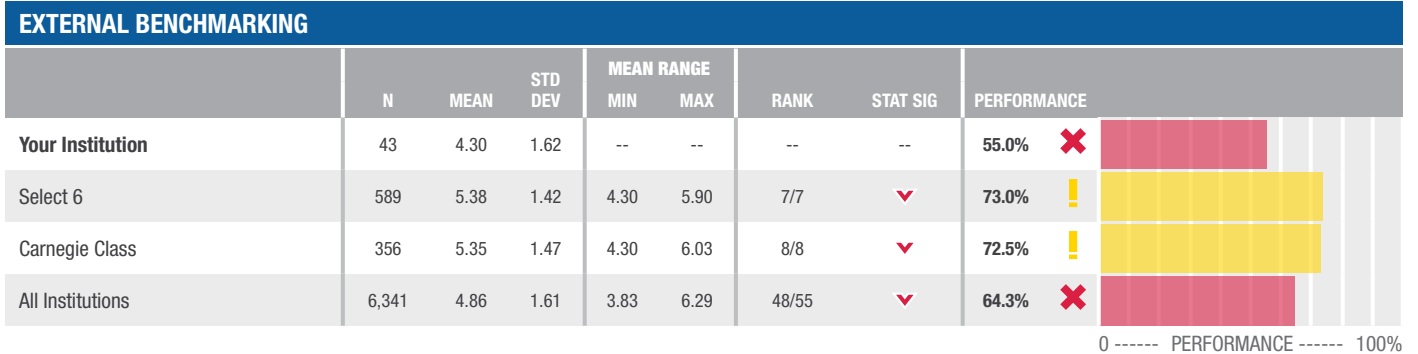 EXTERNAL BENCHMARKING
N MEAN STD DEV MEAN RANGE MIN MAX RANK STAT SIG PERFORMANCE
Your Institution 43 4.30 1.62 -- -- -- -- 55.0%
Select 6 589 5.38 1.42 4.30 5.90 7/7 73.0%
Carnegie Class 356 5.35 1.47 4.30 6.03 8/8 72.5%
All Institutions 6,341 4.86 1.61 3.83 6.29 48/55 64.3%
0 ------ PERFORMANCE ------ 100%